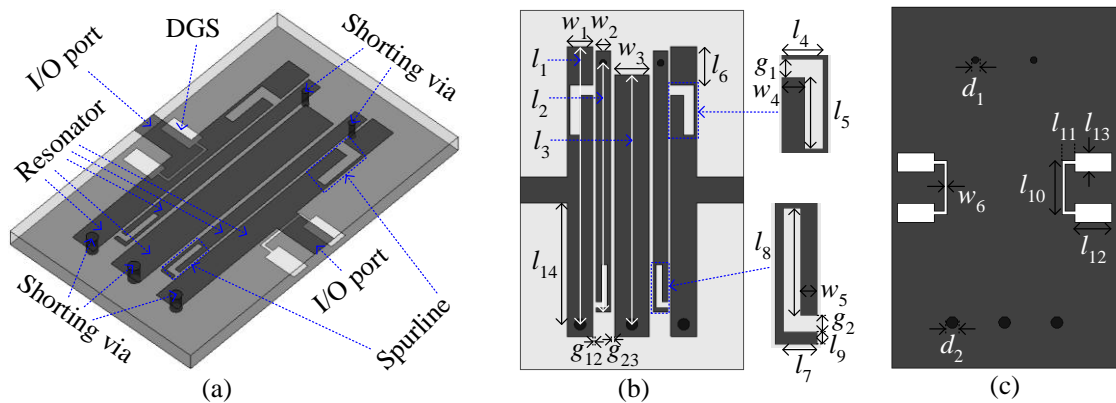 DGS
Shorting via
I/O port
Resonator
Shorting via
I/O port
Spurline
(a)
w1
w2
w3
l1
l2
l3
l6
l14
g12
g23
(b)
l4
g1
w4
l5
l8
w5
g2
l9
l7
d1
l11
l13
l10
w6
l12
d2
(c)